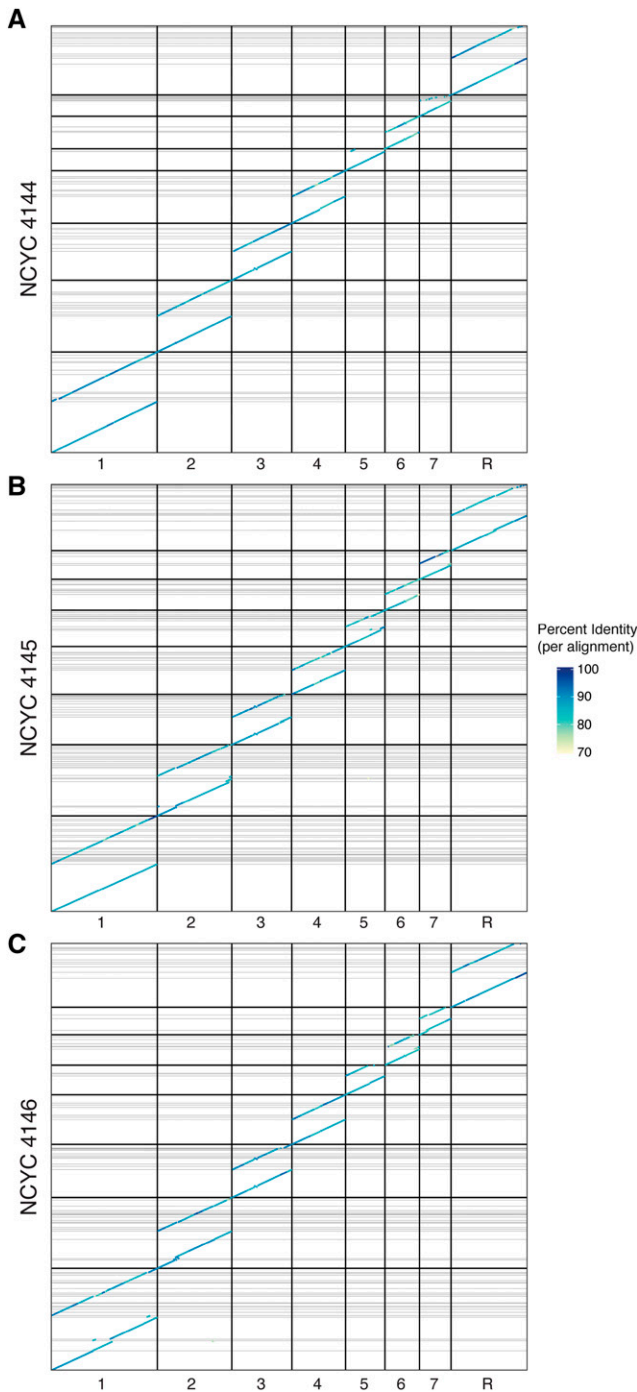 A
NCYC 4144
1 2 3 4 5 6 7 R
B
NCYC 4145
1 2 3 4 5 6 7 R
Percent Identity
(per alignment)
100
90
80
70
C
NCYC 4146
1 2 3 4 5 6 7 R